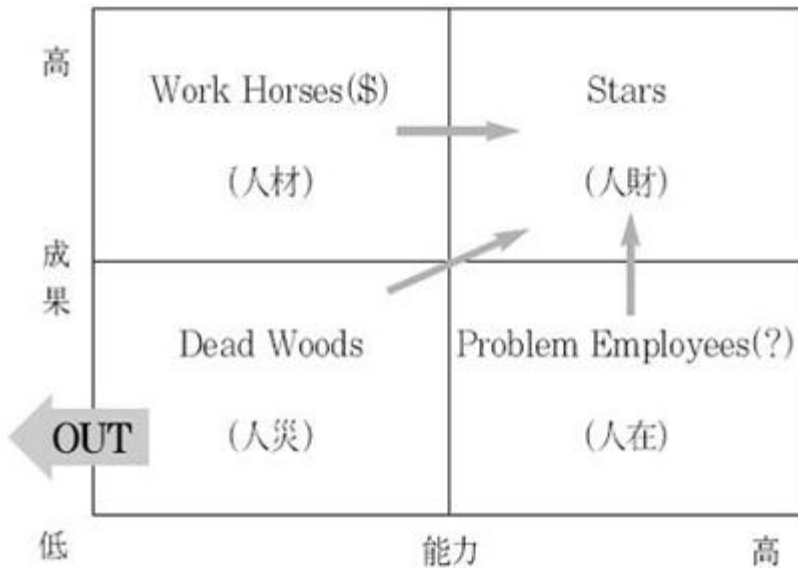 高
Work Horses($)
Stars
(人材)
(人財)
成
果
Dead Woods
Problem Employees(?)
OUT
(人災)
(人在)
低
能力
高